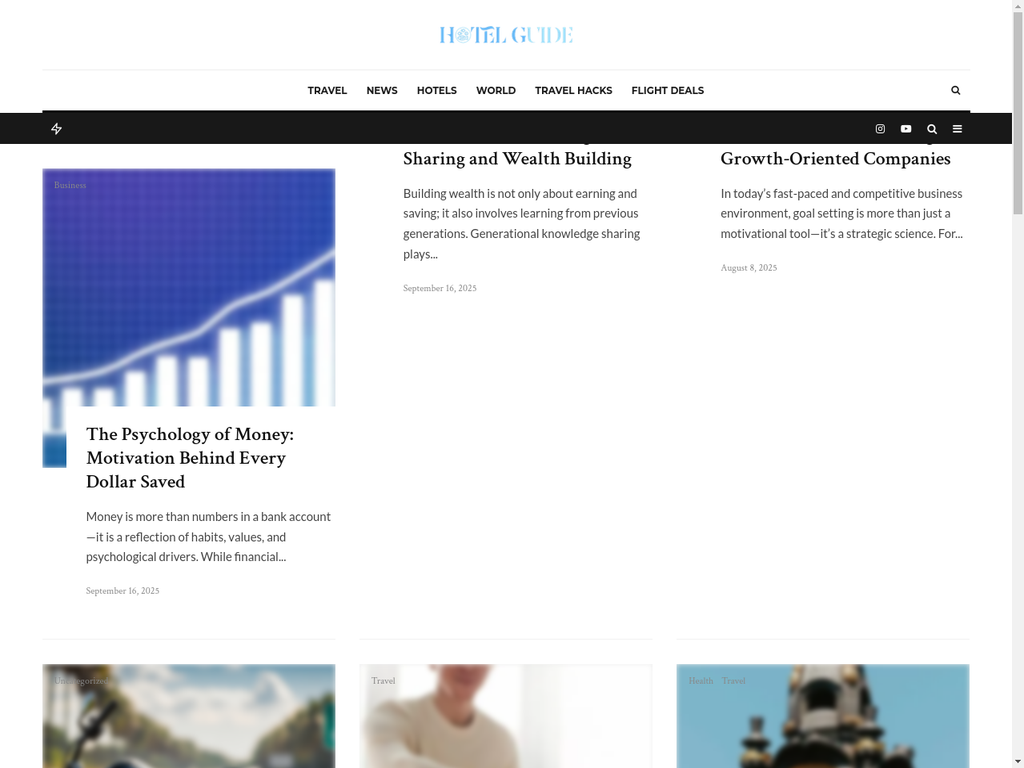 HOTEL GUIDE
TRAVEL NEWS HOTELS WORLD TRAVEL HACKS FLIGHT DEALS
Business
The Psychology of Money:
Motivation Behind Every
Dollar Saved
Money is more than numbers in a bank account
—it is a reflection of habits, values, and
psychological drivers. While financial...
September 16, 2025
Sharing and Wealth Building
Building wealth is not only about earning and
saving; it also involves learning from previous
generations. Generational knowledge sharing
plays...
September 16, 2025
Growth-Oriented Companies
In today's fast-paced and competitive business
environment, goal setting is more than just a
motivational tool—it's a strategic science. For...
August 8, 2025
Uncategorized
Travel
Health Travel